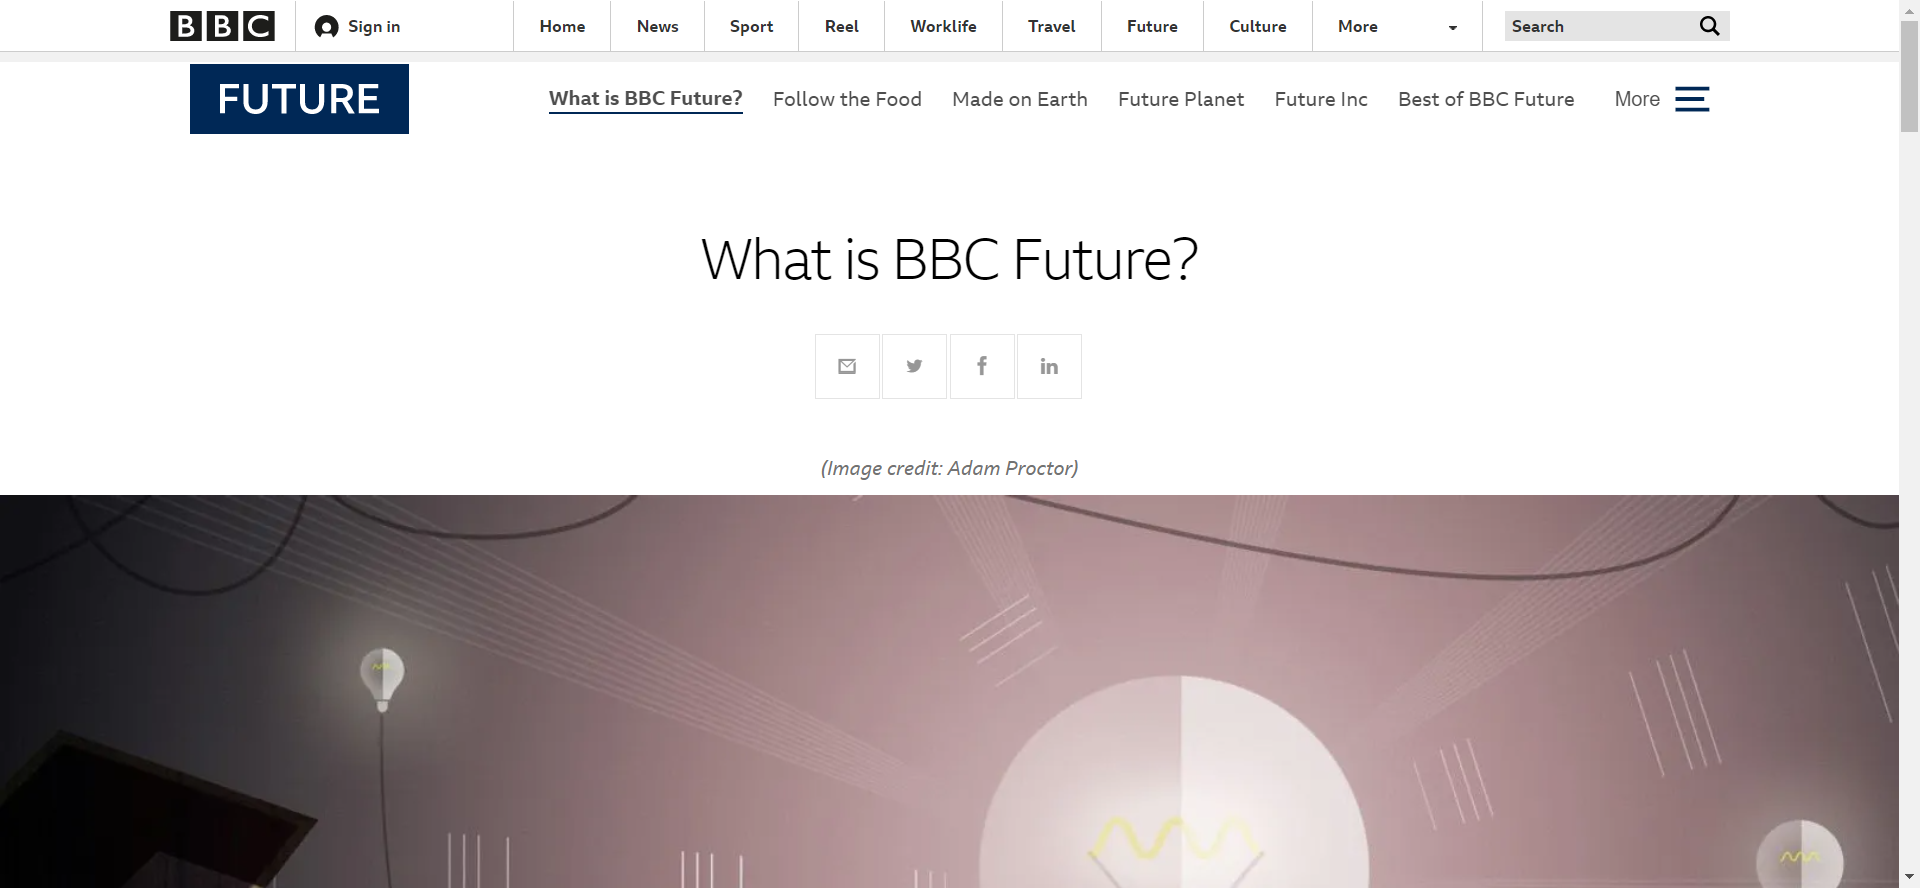 BBC Sign in Home News Sport Reel Worklife Travel Future Culture More Search
FUTURE What is BBC Future? Follow the Food Made on Earth Future Planet Future Inc Best of BBC Future More
What is BBC Future?
(Image credit: Adam Proctor)